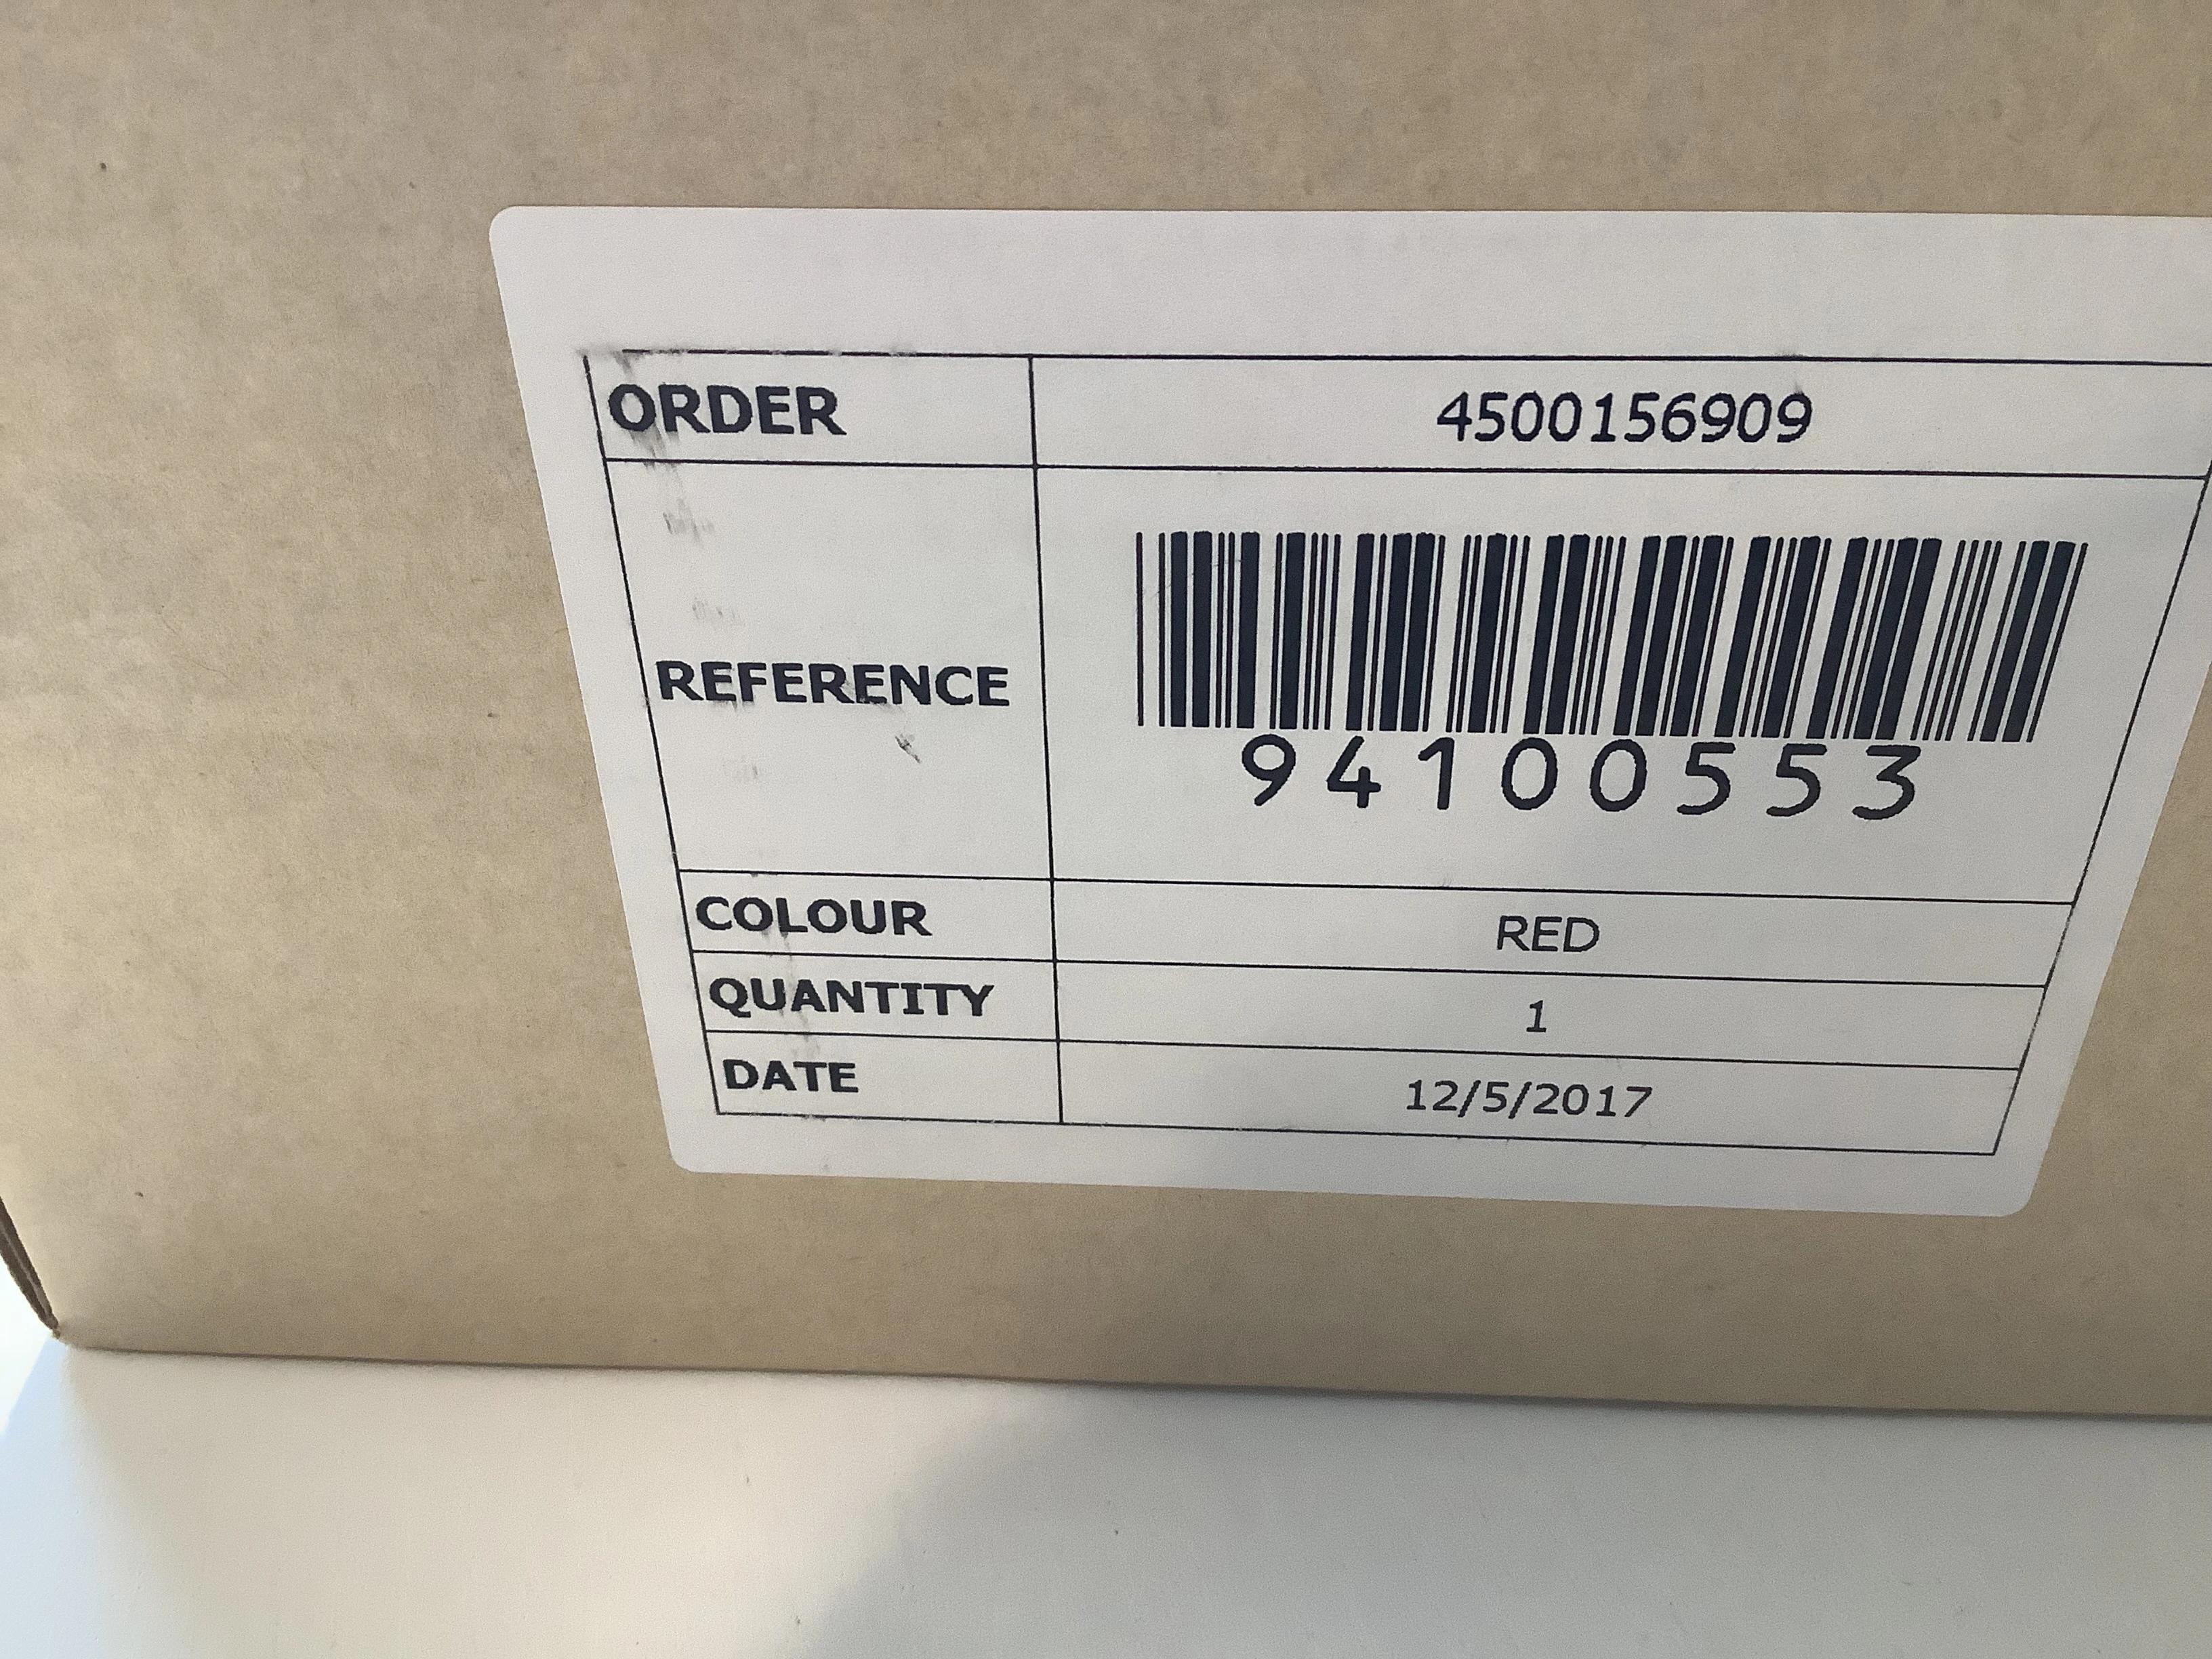 ORDER 4500156909
REFERENCE 94100553
COLOUR RED
QUANTITY 1
DATE 12/5/2017